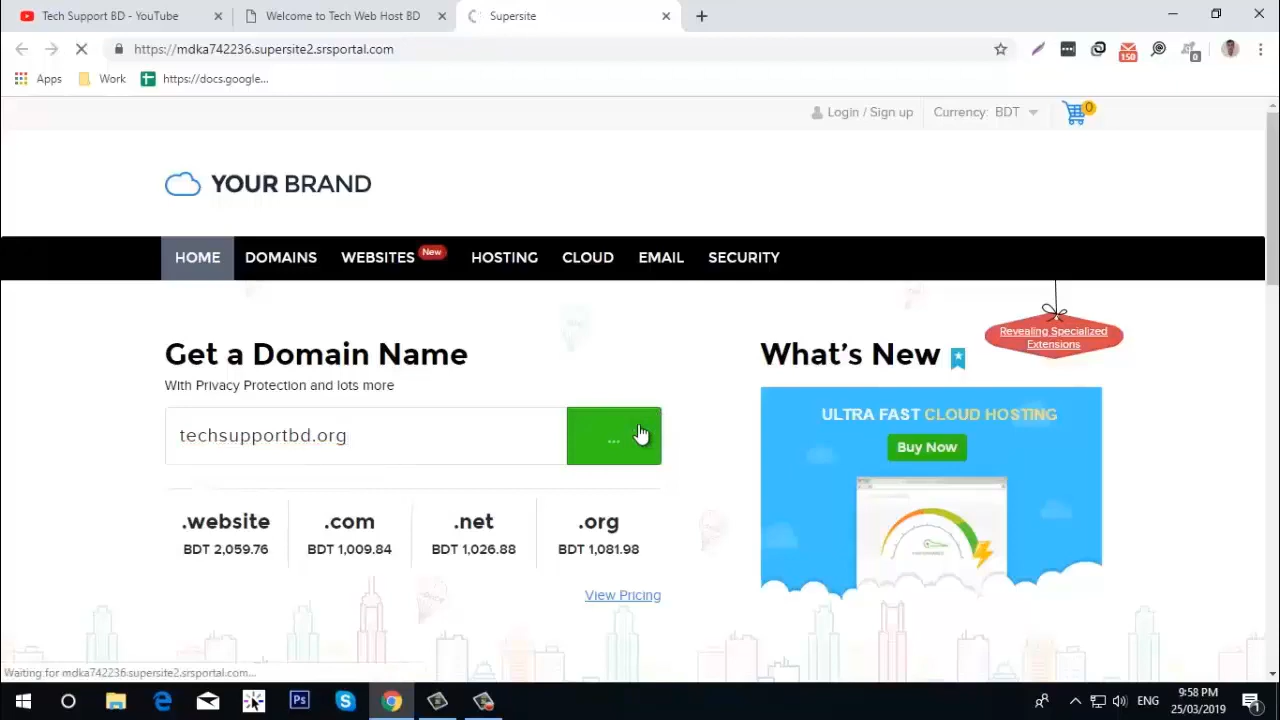 Tech Support BD - YouTube
Welcome to Tech Web Host BD
Supersite
https://mdka742236.supersite2.srsportal.com
150
0
Apps
Work
https://docs.google...
Login / Sign up
Currency: BDT
0
YOUR BRAND
HOME
DOMAINS
WEBSITES
New
HOSTING
CLOUD
EMAIL
SECURITY
Revealing Specialized
Extensions
Get a Domain Name
What's New
With Privacy Protection and lots more
techsupportbd.org
...
ULTRA FAST CLOUD HOSTING
Buy Now
.website
.com
.net
.org
BDT 2,059.76
BDT 1,009.84
BDT 1,026.88
BDT 1,081.98
View Pricing
Waiting for mdka742236.supersite2.srsportal.com...
Ps
ENG
9:58 PM
25/03/2019
1